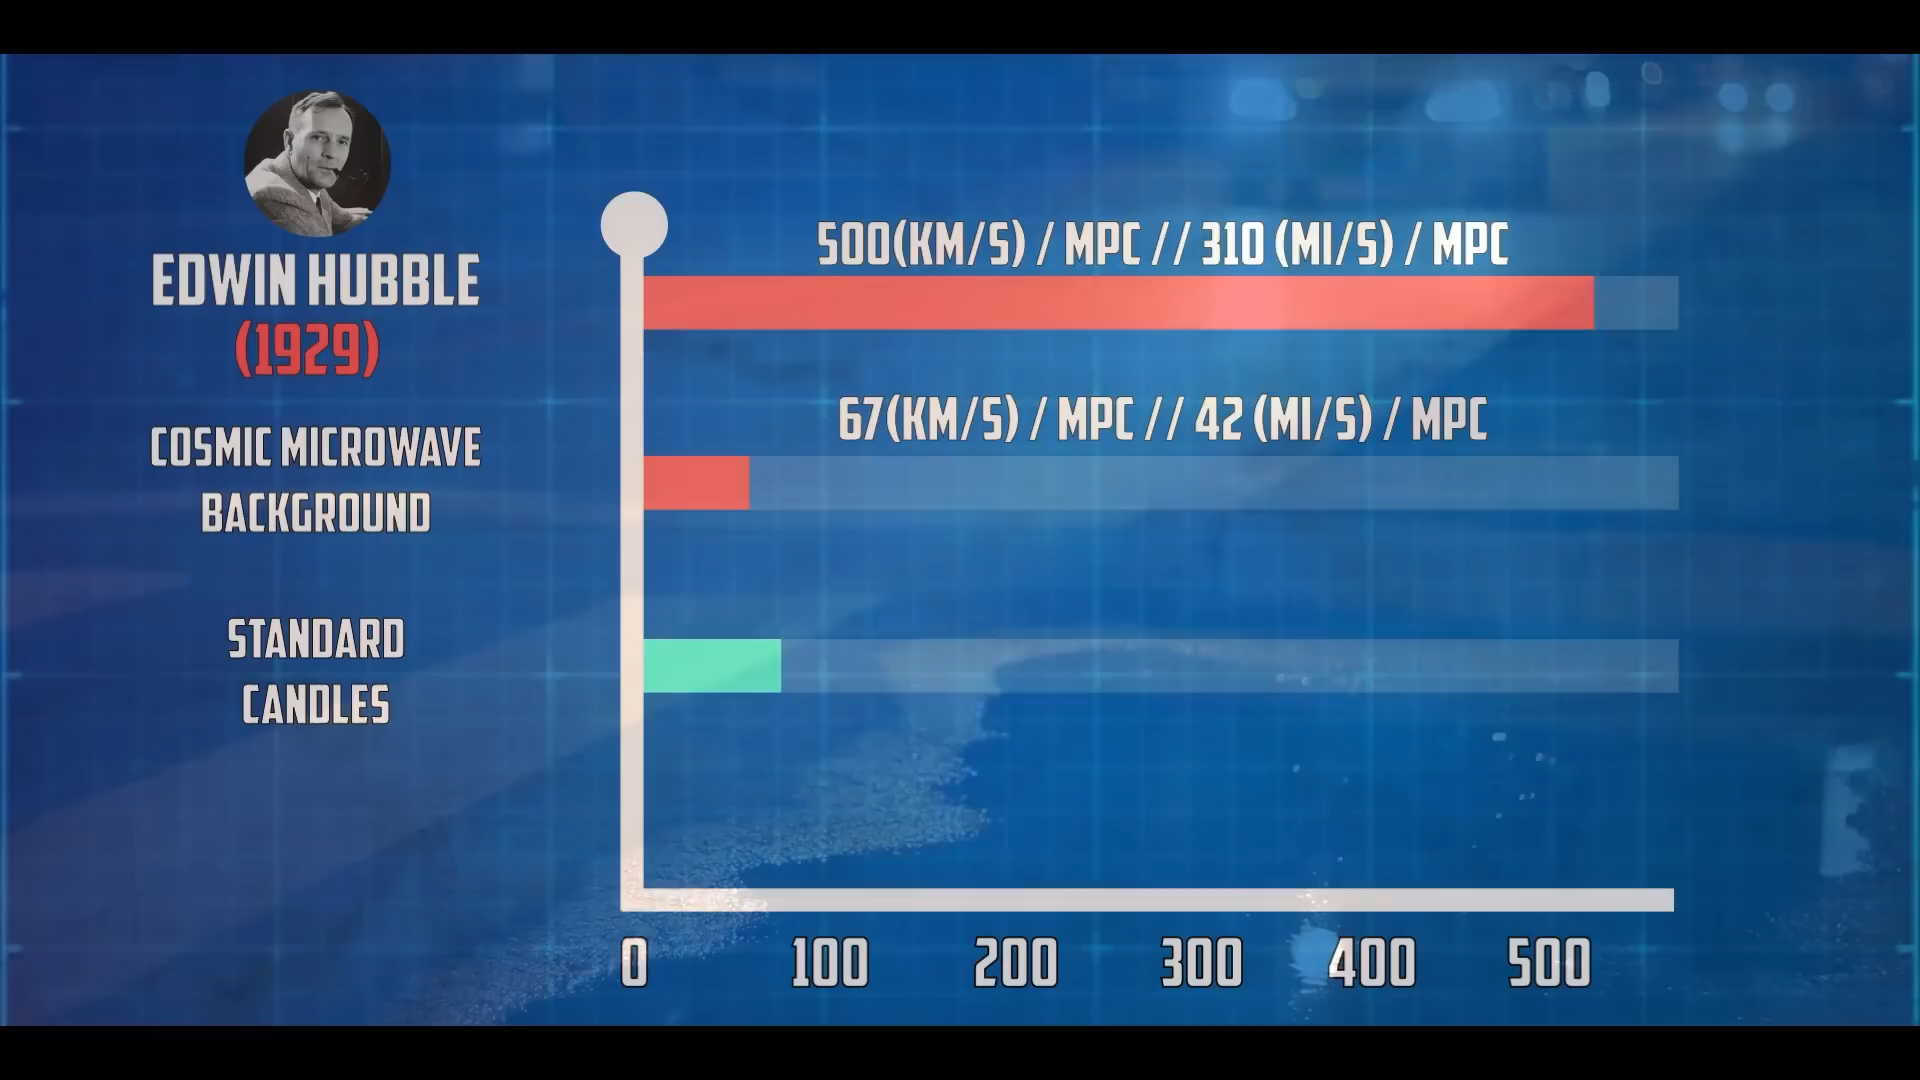 EDWIN HUBBLE
(1929)
500(KM/S) / MPC // 310 (MI/S) / MPC
COSMIC MICROWAVE
BACKGROUND
67(KM/S) / MPC // 42 (MI/S) / MPC
STANDARD
CANDLES
0 100 200 300 400 500